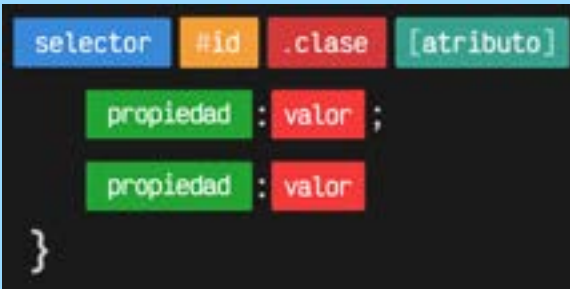 selector #id .clase [atributo]
propiedad : valor ;
propiedad : valor
}